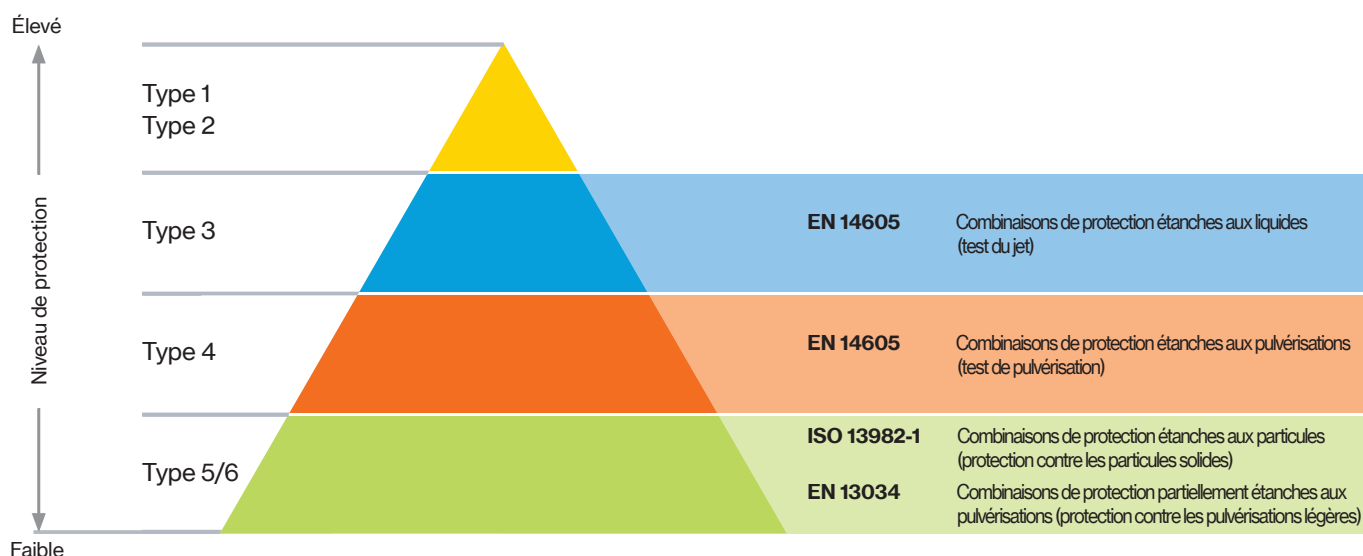 Élevé
Type 1
Type 2
Niveau de protection
Type 3
EN 14605 Combinaisons de protection étanches aux liquides
(test du jet)
Type 4
EN 14605 Combinaisons de protection étanches aux pulvérisations
(test de pulvérisation)
Type 5/6
ISO 13982-1 Combinaisons de protection étanches aux particules
(protection contre les particules solides)
EN 13034 Combinaisons de protection partiellement étanches aux
pulvérisations (protection contre les pulvérisations légères)
Faible